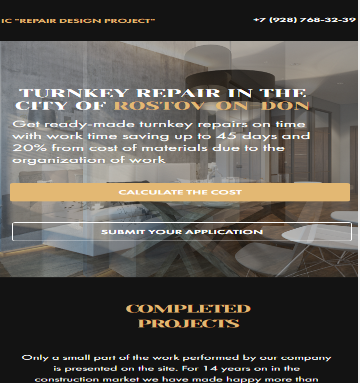 IC "REPAIR DESIGN PROJECT"
+7 (928) 768-32-39
TURNKEY REPAIR IN THE
CITY OF ROSTOV-ON-DON
Get ready-made turnkey repairs on time
with work time saving up to 45 days and
20% from cost of materials due to the
organization of work
CALCULATE THE COST
SUBMIT YOUR APPLICATION
COMPLETED
PROJECTS
Only a small part of the work performed by our company
is presented on the site. For 14 years on in the
construction market we have made happy more than